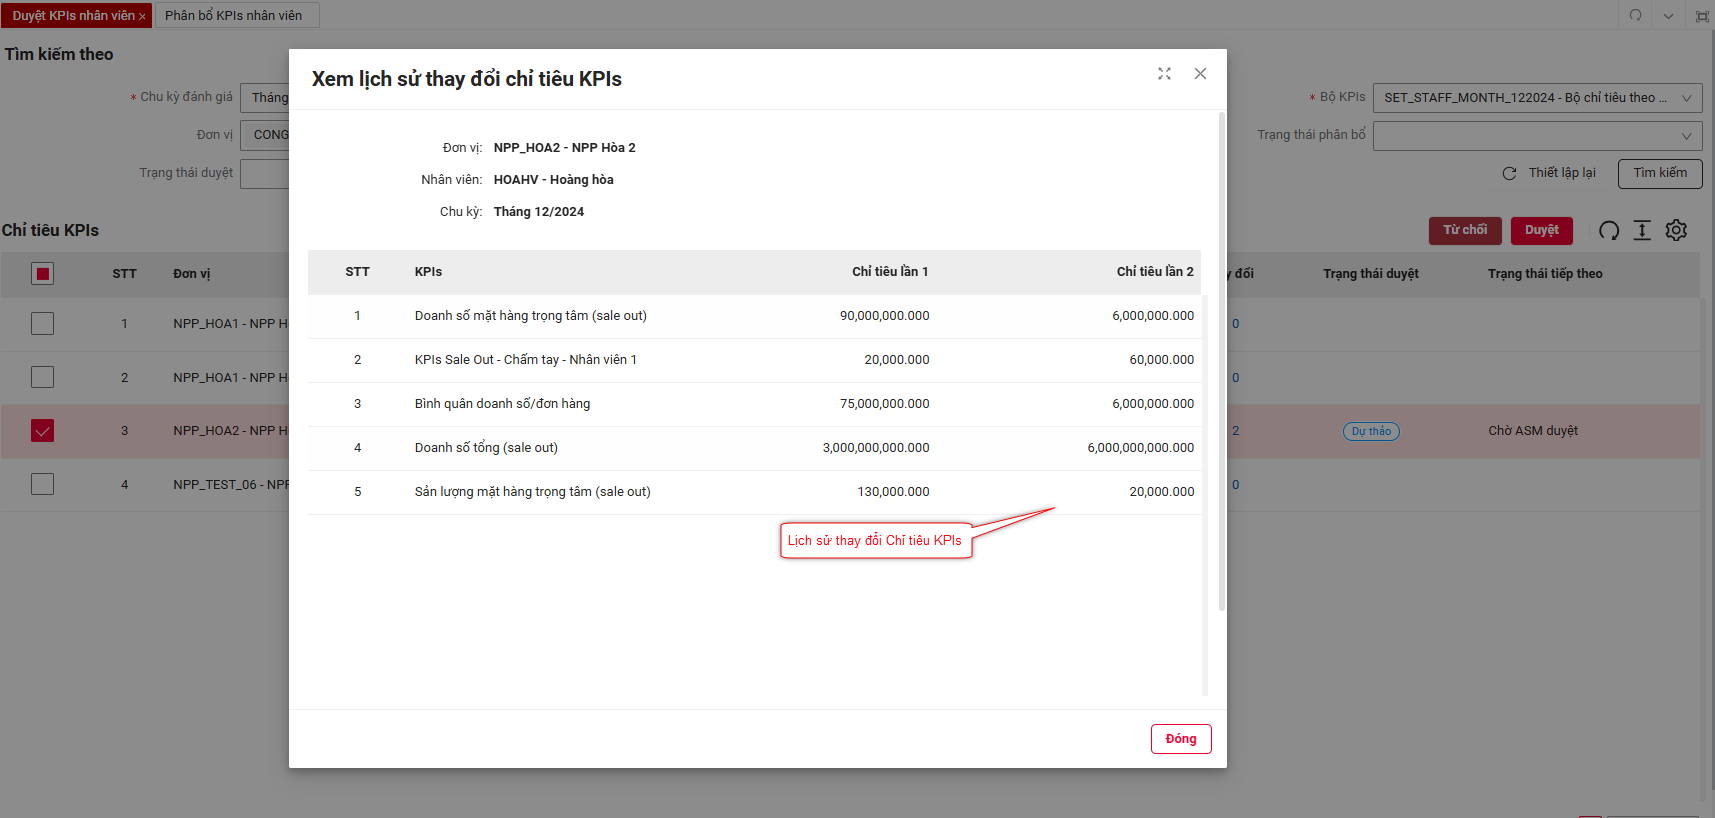 Duyệt KPIs nhân viên ×
Phân bổ KPIs nhân viên
Tìm kiếm theo
* Chu kỳ đánh giá
Tháng
* Bộ KPIs
SET_STAFF_MONTH_122024 - Bộ chỉ tiêu theo ...
Đơn vị
CONG
Trạng thái phân bổ
Trạng thái duyệt
Thiết lập lại
Tìm kiếm
Chỉ tiêu KPIs
Từ chối
Duyệt
STT
Đơn vị
y đổi
Trạng thái duyệt
Trạng thái tiếp theo
1
NPP_HOA1 - NPP H
0
2
NPP_HOA1 - NPP H
0
3
NPP_HOA2 - NPP H
2
Dự thảo
Chờ ASM duyệt
4
NPP_TEST_06 - NPP
0
Xem lịch sử thay đổi chỉ tiêu KPIs
Đơn vị: NPP_HOA2 - NPP Hòa 2
Nhân viên: HOAHV - Hoàng hòa
Chu kỳ: Tháng 12/2024
STT KPIs Chỉ tiêu lần 1 Chỉ tiêu lần 2
1 Doanh số mặt hàng trọng tâm (sale out) 90,000,000.000 6,000,000.000
2 KPIs Sale Out - Chấm tay - Nhân viên 1 20,000.000 60,000.000
3 Bình quân doanh số/đơn hàng 75,000,000.000 6,000,000.000
4 Doanh số tổng (sale out) 3,000,000,000.000 6,000,000,000.000
5 Sản lượng mặt hàng trọng tâm (sale out) 130,000.000 20,000.000
Lịch sử thay đổi Chỉ tiêu KPIs
Đóng